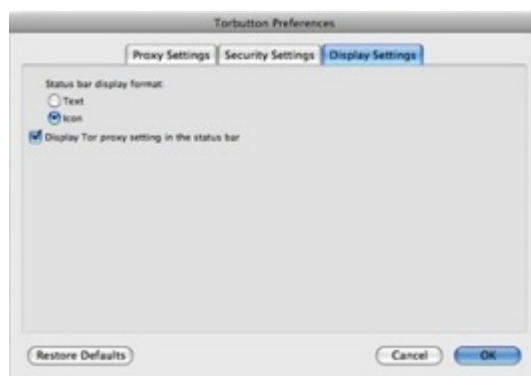 Torbutton Preferences
Proxy Settings Security Settings Display Settings
Status bar display format:
Text
Icon
Display Tor proxy setting in the status bar
Restore Defaults Cancel OK